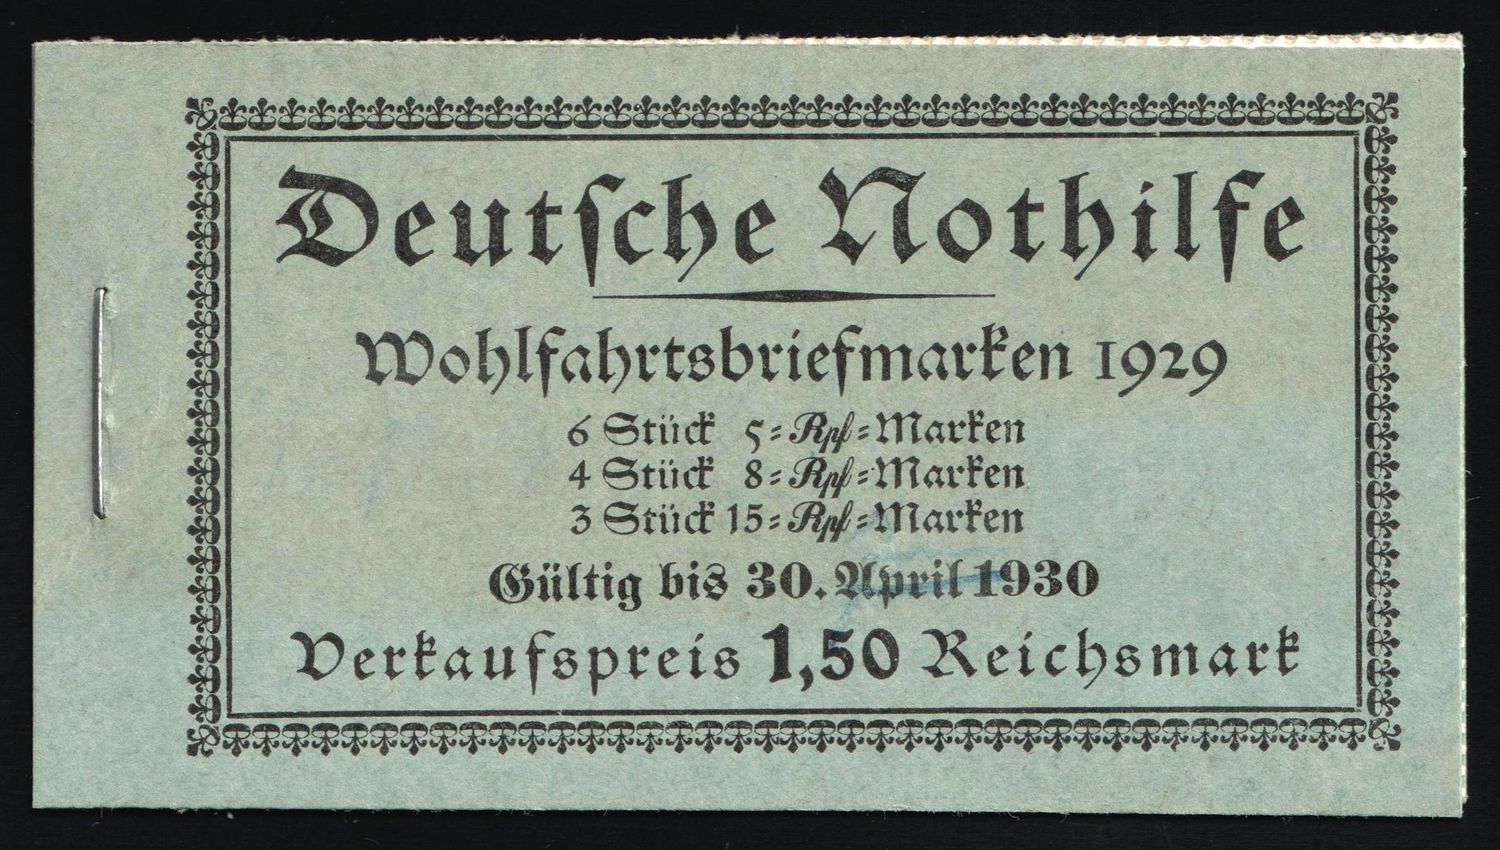 Deutsche Nothilfe
Wohlfahrtsbriefmarken 1929
6 Stück 5=Rpf=Marken
4 Stück 8=Rpf=Marken
3 Stück 15=Rpf=Marken
Gültig bis 30. April 1930
Verkaufspreis 1,50 Reichsmark